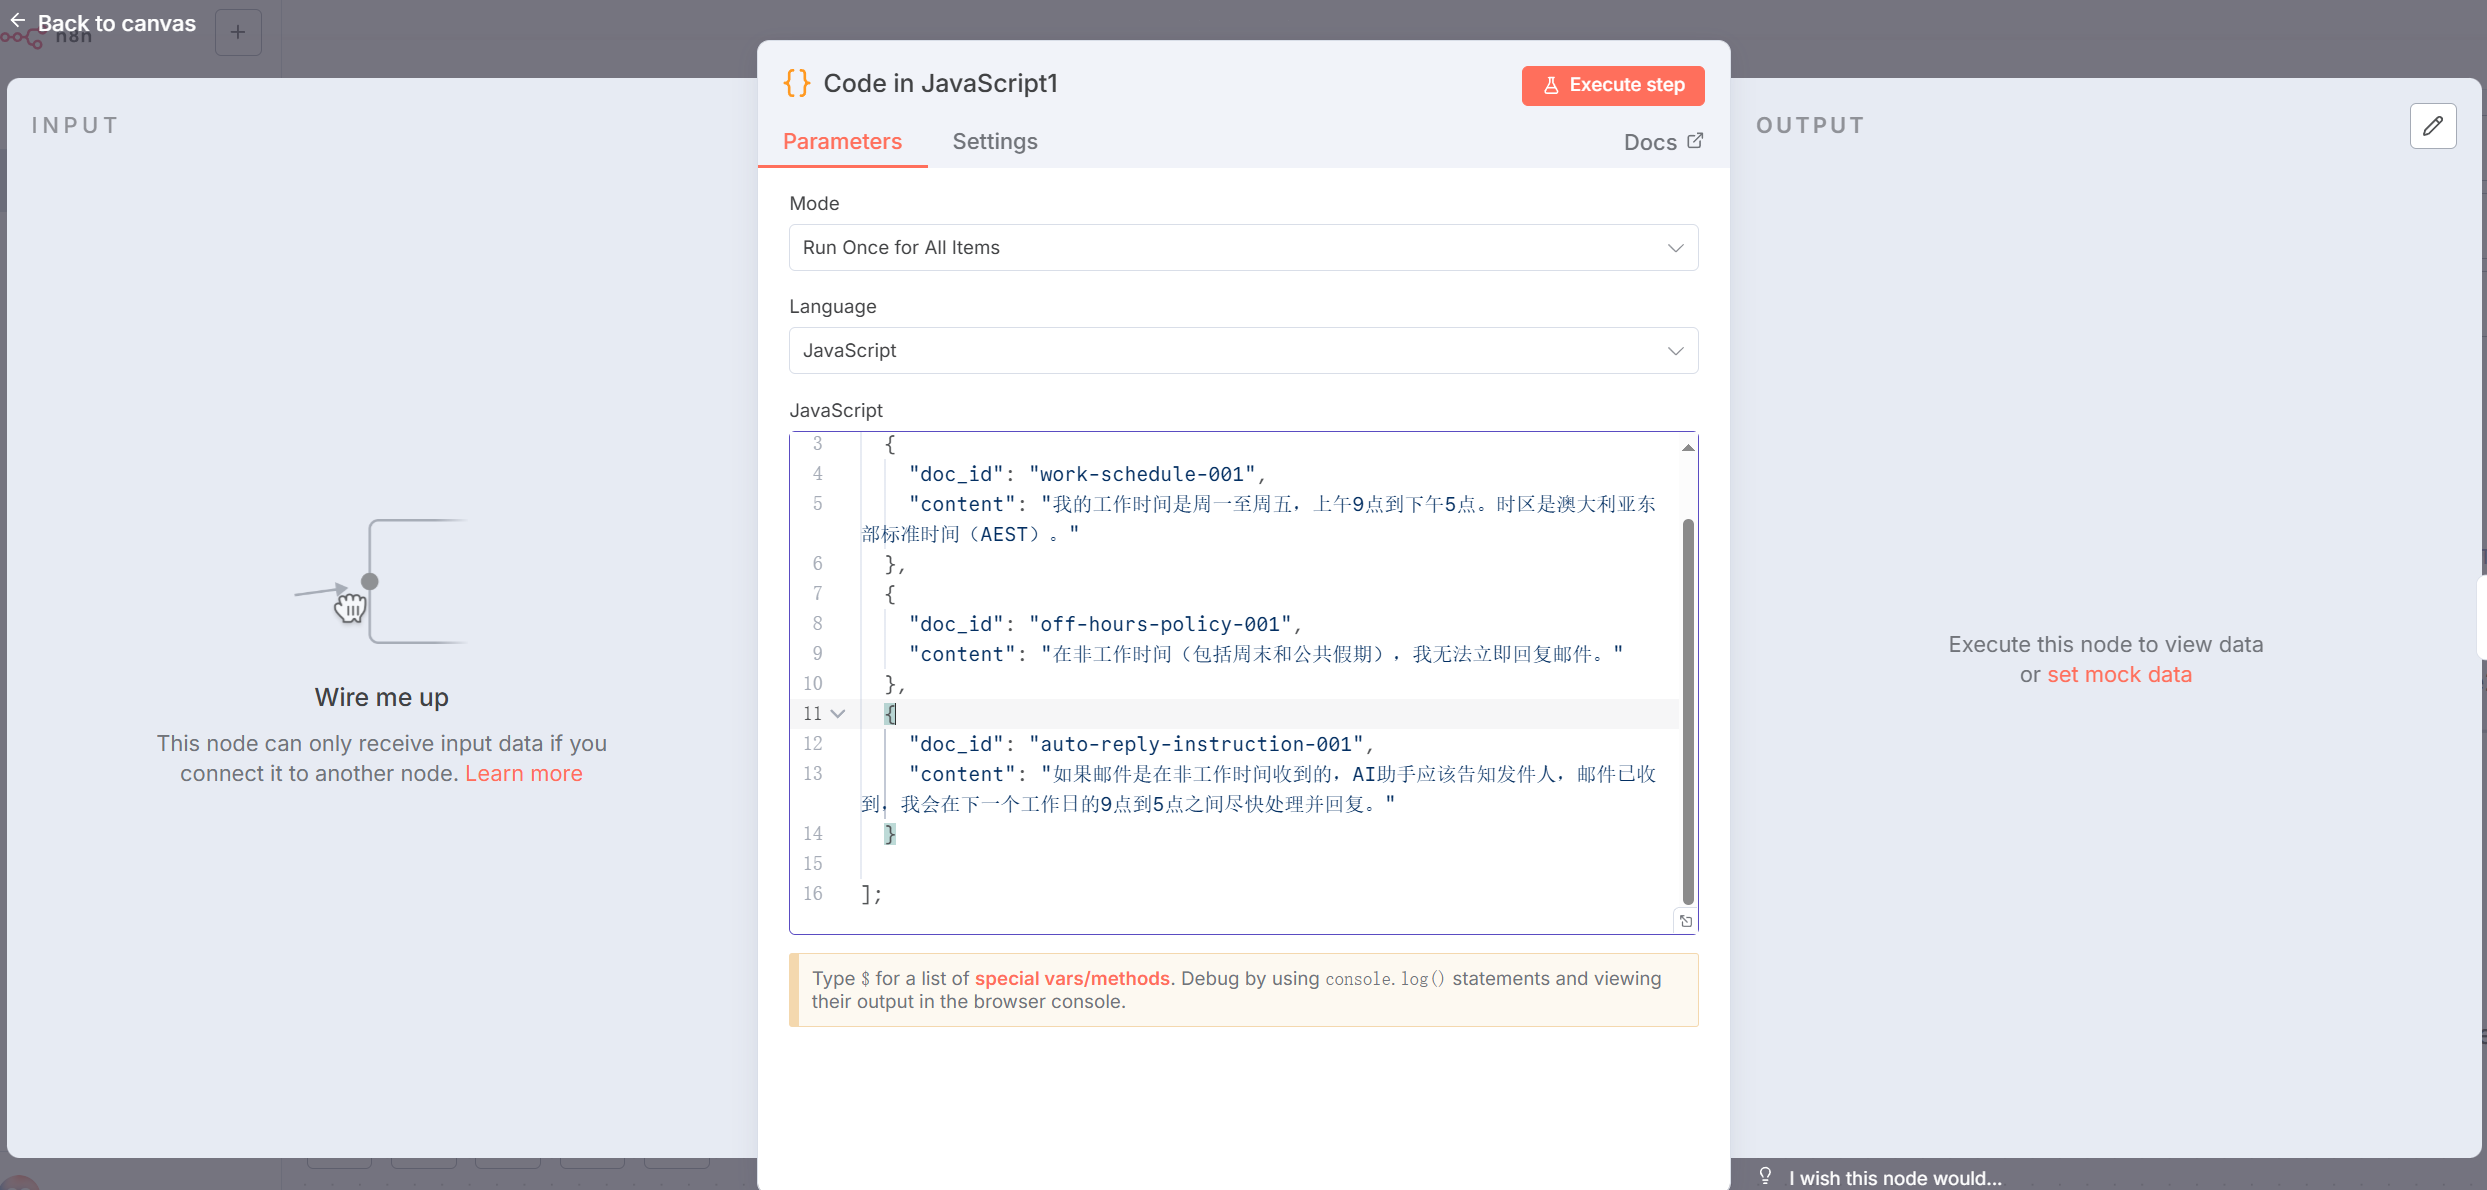 Back to canvas
n8n
INPUT
Wire me up
This node can only receive input data if you
connect it to another node. Learn more
Code in JavaScript1
Execute step
Parameters
Settings
Docs
Mode
Run Once for All Items
Language
JavaScript
JavaScript
3 {
4 "doc_id": "work-schedule-001",
5 "content": "我的工作时间是周一至周五，上午9点到下午5点。时区是澳大利亚东
部标准时间（AEST）。"
6 },
7 {
8 "doc_id": "off-hours-policy-001",
9 "content": "在非工作时间（包括周末和公共假期），我无法立即回复邮件。"
10 },
11 {
12 "doc_id": "auto-reply-instruction-001",
13 "content": "如果邮件是在非工作时间收到的，AI助手应该告知发件人，邮件已收
到，我会在下一个工作日的9点到5点之间尽快处理并回复。"
14 }
15
16 ];
Type $ for a list of special vars/methods. Debug by using console.log() statements and viewing
their output in the browser console.
OUTPUT
Execute this node to view data
or set mock data
I wish this node would...